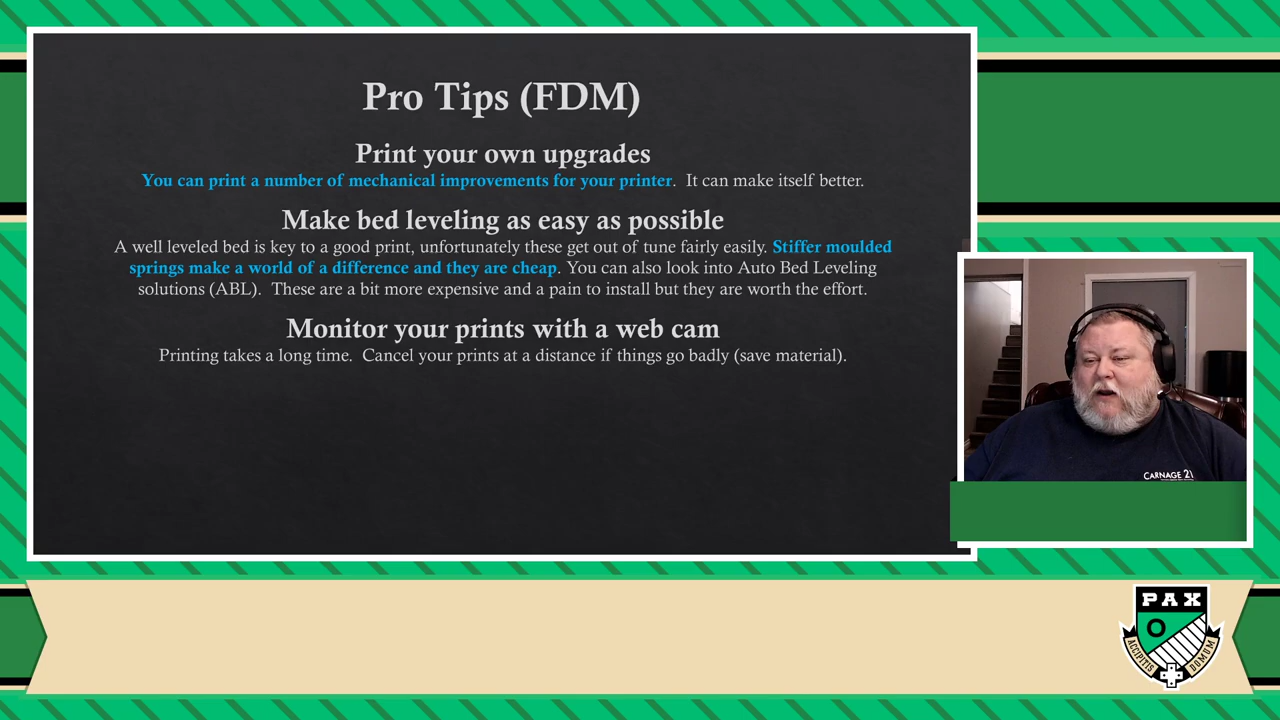 Pro Tips (FDM)
Print your own upgrades
You can print a number of mechanical improvements for your printer.  It can make itself better.
Make bed leveling as easy as possible
A well leveled bed is key to a good print, unfortunately these get out of tune fairly easily. Stiffer moulded
springs make a world of a difference and they are cheap. You can also look into Auto Bed Leveling
solutions (ABL).  These are a bit more expensive and a pain to install but they are worth the effort.
Monitor your prints with a web cam
Printing takes a long time.  Cancel your prints at a distance if things go badly (save material).
CARNAGE 21
PAX
O
ACCIPITIS DOMUM